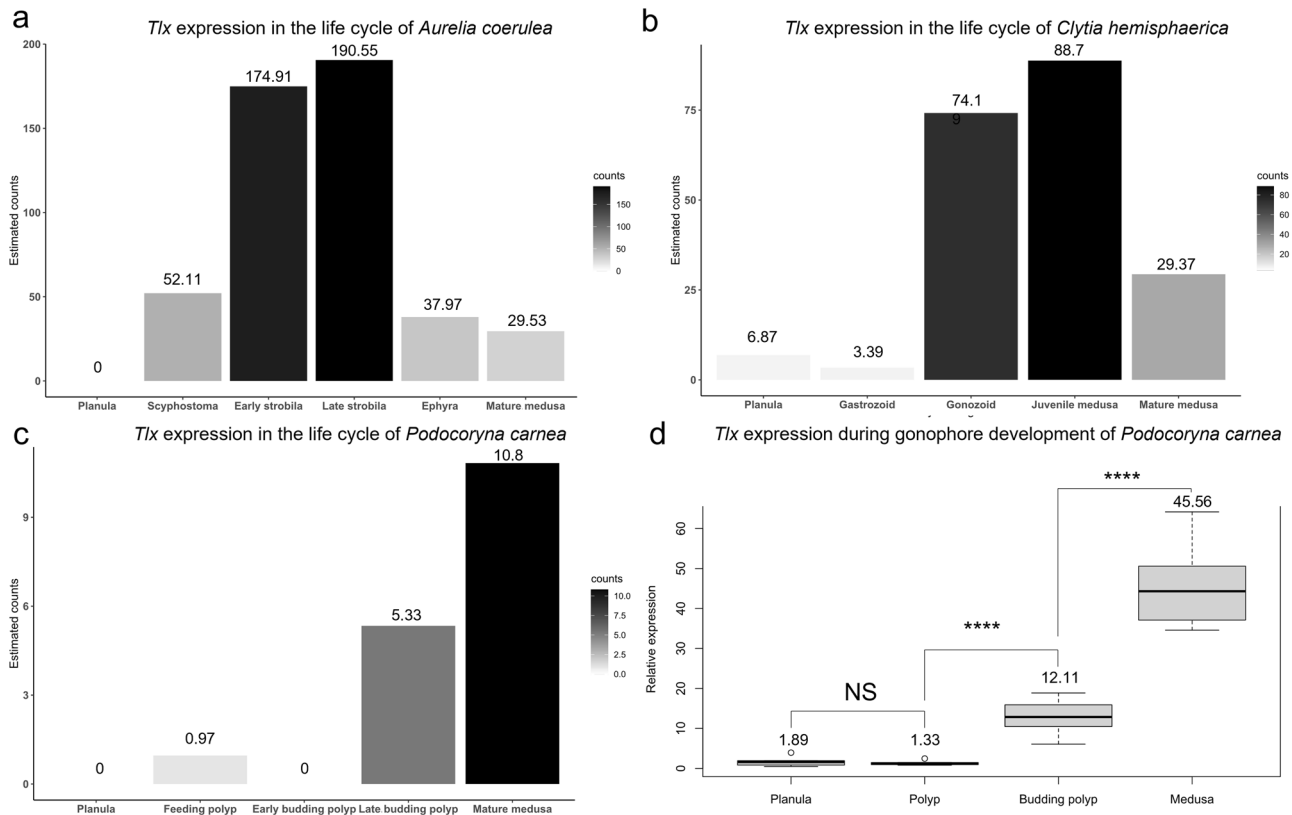 a
Tlx expression in the life cycle of Aurelia coerulea
200
150
100
50
0
Estimated counts
0
52.11
174.91
190.55
37.97
29.53
Planula
Scyphostoma
Early strobila
Late strobila
Ephyra
Mature medusa
counts
150
100
50
0
b
Tlx expression in the life cycle of Clytia hemisphaerica
75
50
25
0
Estimated counts
6.87
3.39
74.1
9
88.7
29.37
Planula
Gastrozoid
Gonozoid
Juvenile medusa
Mature medusa
counts
80
60
40
20
c
Tlx expression in the life cycle of Podocoryna carnea
9
6
3
0
Estimated counts
0
0.97
0
5.33
10.8
Planula
Feeding polyp
Early budding polyp
Late budding polyp
Mature medusa
counts
10.0
7.5
5.0
2.5
0.0
d
Tlx expression during gonophore development of Podocoryna carnea
60
50
40
30
20
10
0
Relative expression
NS
****
****
1.89
1.33
12.11
45.56
Planula
Polyp
Budding polyp
Medusa